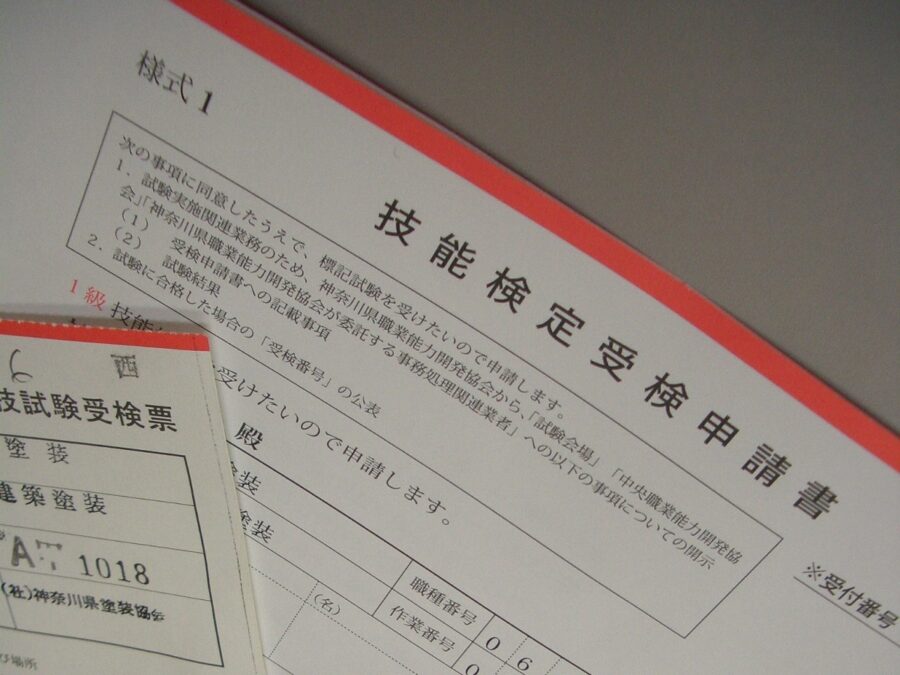 様式 1
技能検定受検申請書
次の事項に同意したうえで、標記試験を受けたいので申請します。
1．試験実施関連業務のため、神奈川県職業能力開発協会から、「試験会場」「中央職業能力開発協
会」「神奈川県職業能力開発協会が委託する事務処理関連業者」への以下の事項についての開示
(1) 受検申請書への記載事項
(2) 試験結果
2．試験に合格した場合の「受検番号」の公表
※受付番号
1級 技能
受けたいので申請します。
殿
塗装
塗装
職種番号 0 6
作業番号 0
(名)
6 西
技試験受検票
塗装
建築塗装
A 1018
(社)神奈川県塗装協会
場所